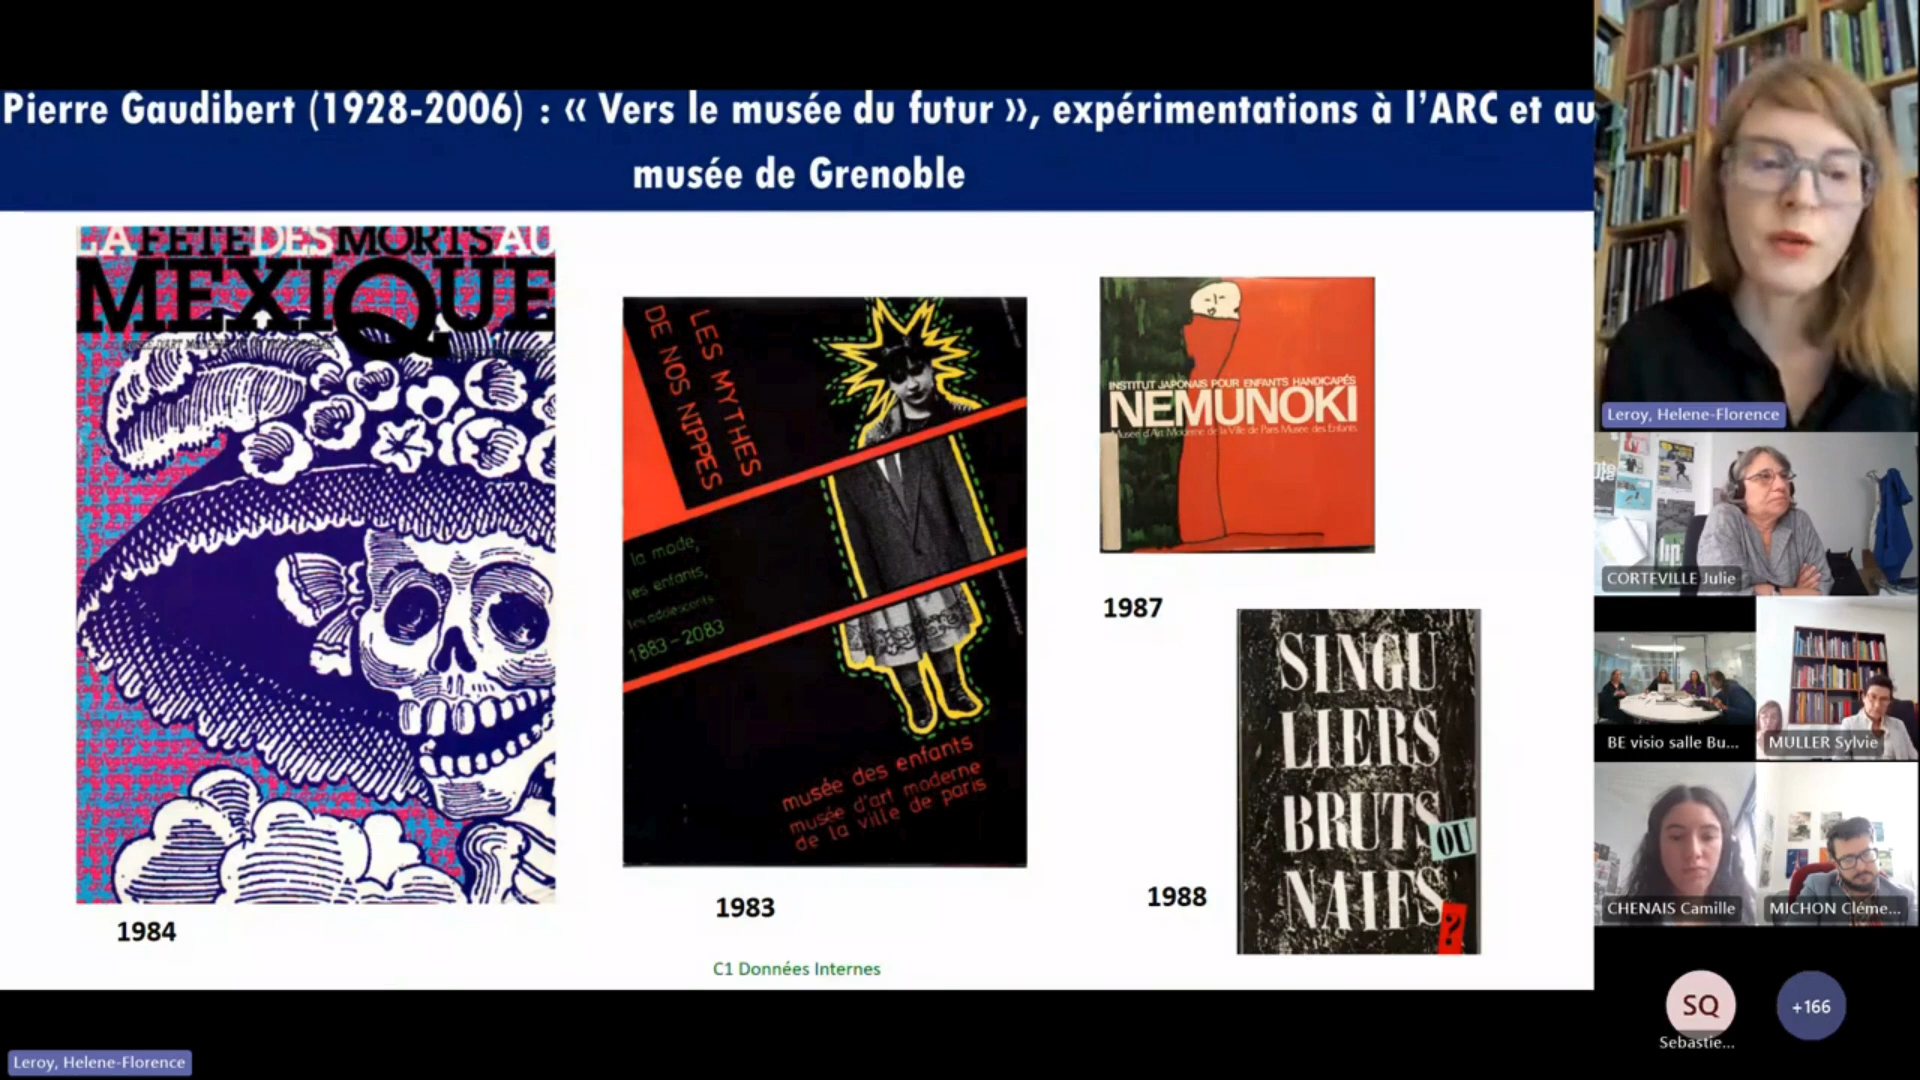 Pierre Gaudibert (1928-2006) : « Vers le musée du futur », expérimentations à l'ARC et au
musée de Grenoble
LA FÊTE DES MORTS AU
MEXIQUE
1984
LES MYTHES
DE NOS NIPPES
la mode,
les enfants,
les adolescents
1883-2083
musée des enfants
musée d'art moderne
de la ville de paris
1983
INSTITUT JAPONAIS POUR ENFANTS HANDICAPÉS
NEMUNOKI
Musée d'Art Moderne de la Ville de Paris Musée des Enfants
1987
SINGU
LIERS
BRUTS
OU
NAIFS
?
1988
C1 Données Internes
Leroy, Helene-Florence
CORTEVILLE Julie
BE visio salle Bu...
MULLER Sylvie
CHENAIS Camille
MICHON Cléme...
SQ
Sebastie...
+166
Leroy, Helene-Florence